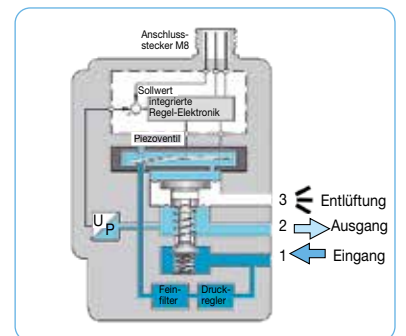 Anschluss-
stecker M8
Sollwert
integrierte
Regel-Elektronik
Piezoventil
3 Entlüftung
2 Ausgang
1 Eingang
U
P
Fein-
filter
Druck-
regler